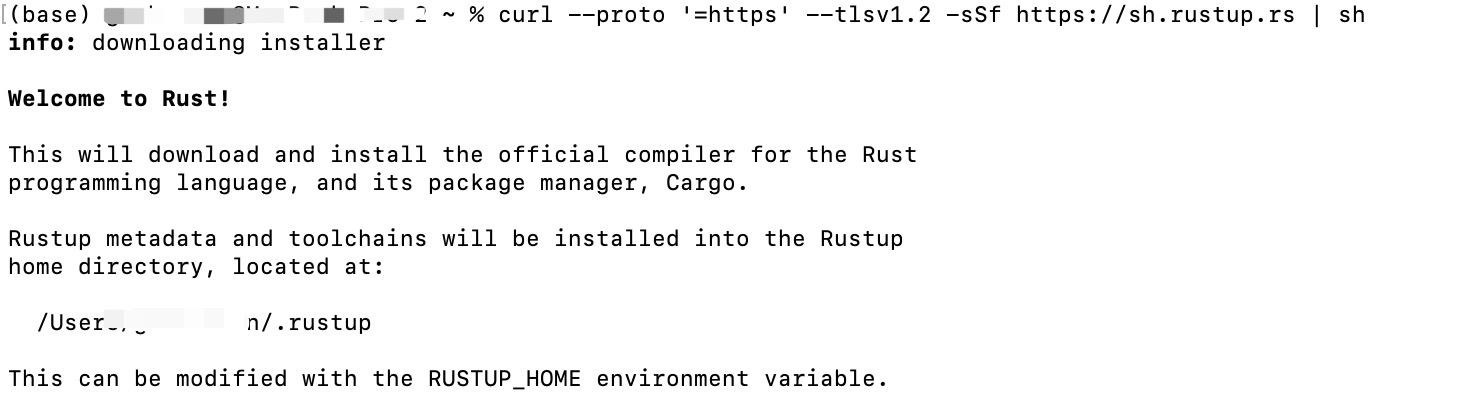 (base) 2 ~ % curl --proto '=https' --tlsv1.2 -sSf https://sh.rustup.rs | sh
info: downloading installer
Welcome to Rust!
This will download and install the official compiler for the Rust
programming language, and its package manager, Cargo.
Rustup metadata and toolchains will be installed into the Rustup
home directory, located at:
n/.rustup
This can be modified with the RUSTUP_HOME environment variable.